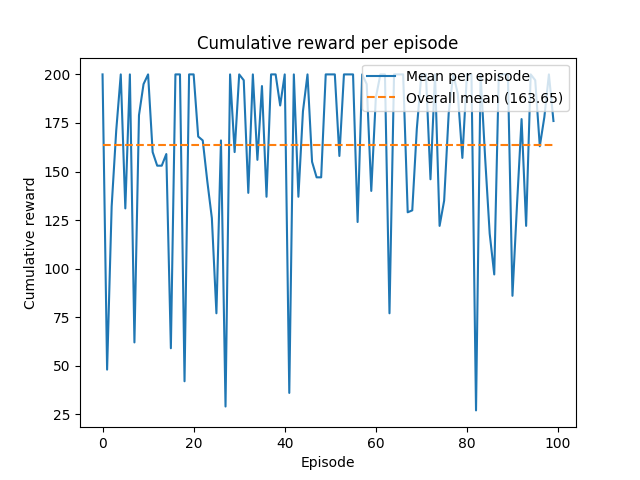 Cumulative reward per episode
Mean per episode
Overall mean (163.65)
200
175
150
125
100
75
50
25
Cumulative reward
0
20
40
60
80
100
Episode